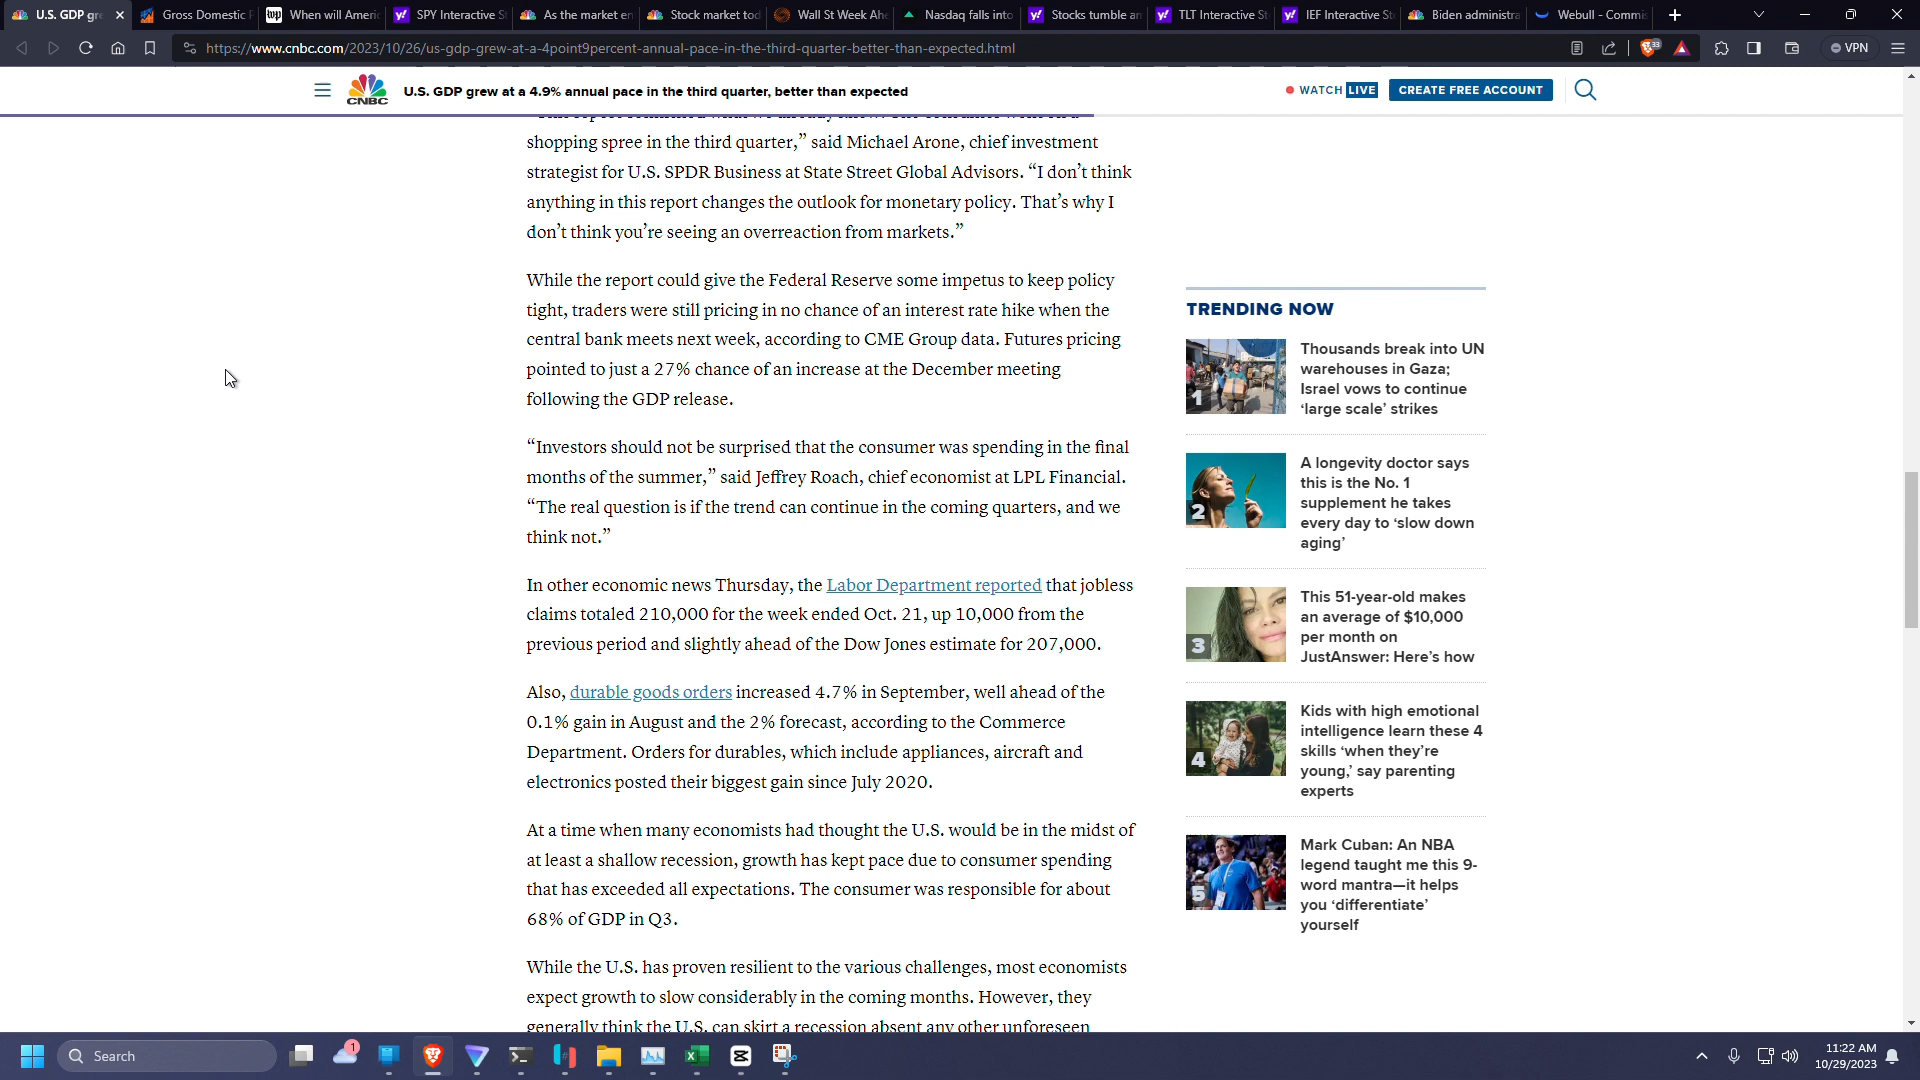 U.S. GDP gr
Gross Domestic P
When will Ameri
SPY Interactive S
As the market en
Stock market tod
Wall St Week Ahe
Nasdaq falls into
Stocks tumble an
TLT Interactive St
IEF Interactive Sto
Biden administra
Webull - Commis
https://www.cnbc.com/2023/10/26/us-gdp-grew-at-a-4point9percent-annual-pace-in-the-third-quarter-better-than-expected.html
33
VPN
CNBC
U.S. GDP grew at a 4.9% annual pace in the third quarter, better than expected
WATCH LIVE
CREATE FREE ACCOUNT
shopping spree in the third quarter,” said Michael Arone, chief investment
strategist for U.S. SPDR Business at State Street Global Advisors. “I don’t think
anything in this report changes the outlook for monetary policy. That’s why I
don’t think you’re seeing an overreaction from markets.”
While the report could give the Federal Reserve some impetus to keep policy
tight, traders were still pricing in no chance of an interest rate hike when the
central bank meets next week, according to CME Group data. Futures pricing
pointed to just a 27% chance of an increase at the December meeting
following the GDP release.
“Investors should not be surprised that the consumer was spending in the final
months of the summer,” said Jeffrey Roach, chief economist at LPL Financial.
“The real question is if the trend can continue in the coming quarters, and we
think not.”
In other economic news Thursday, the Labor Department reported that jobless
claims totaled 210,000 for the week ended Oct. 21, up 10,000 from the
previous period and slightly ahead of the Dow Jones estimate for 207,000.
Also, durable goods orders increased 4.7% in September, well ahead of the
0.1% gain in August and the 2% forecast, according to the Commerce
Department. Orders for durables, which include appliances, aircraft and
electronics posted their biggest gain since July 2020.
At a time when many economists had thought the U.S. would be in the midst of
at least a shallow recession, growth has kept pace due to consumer spending
that has exceeded all expectations. The consumer was responsible for about
68% of GDP in Q3.
While the U.S. has proven resilient to the various challenges, most economists
expect growth to slow considerably in the coming months. However, they
generally think the U.S. can skirt a recession absent any other unforeseen
TRENDING NOW
1
Thousands break into UN
warehouses in Gaza;
Israel vows to continue
‘large scale’ strikes
2
A longevity doctor says
this is the No. 1
supplement he takes
every day to ‘slow down
aging’
3
This 51-year-old makes
an average of $10,000
per month on
JustAnswer: Here’s how
4
Kids with high emotional
intelligence learn these 4
skills ‘when they’re
young,’ say parenting
experts
5
Mark Cuban: An NBA
legend taught me this 9-
word mantra—it helps
you ‘differentiate’
yourself
Search
1
11:22 AM
10/29/2023